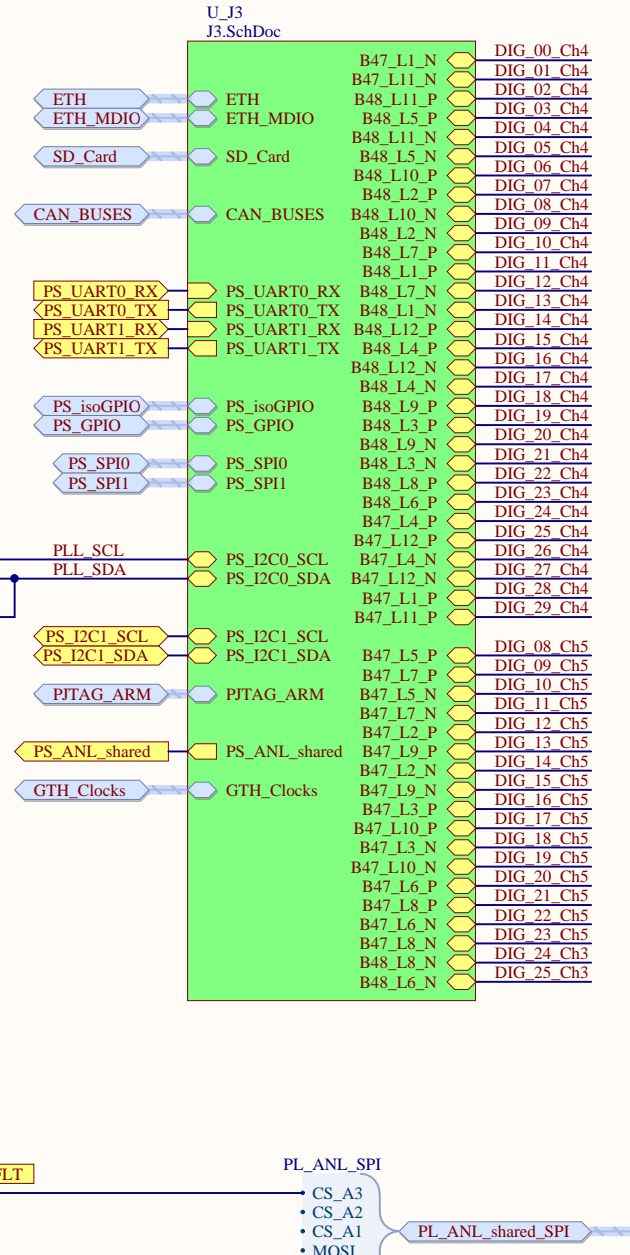 U_J3
J3.SchDoc
B47_L1_N DIG_00_Ch4
B47_L11_N DIG_01_Ch4
ETH ETH B48_L11_P DIG_02_Ch4
ETH_MDIO ETH_MDIO B48_L5_P DIG_03_Ch4
B48_L11_N DIG_04_Ch4
SD_Card SD_Card B48_L5_N DIG_05_Ch4
B48_L10_P DIG_06_Ch4
B48_L2_P DIG_07_Ch4
CAN_BUSES CAN_BUSES B48_L10_N DIG_08_Ch4
B48_L2_N DIG_09_Ch4
B48_L7_P DIG_10_Ch4
B48_L1_P DIG_11_Ch4
PS_UART0_RX PS_UART0_RX B48_L7_N DIG_12_Ch4
PS_UART0_TX PS_UART0_TX B48_L1_N DIG_13_Ch4
PS_UART1_RX PS_UART1_RX B48_L12_P DIG_14_Ch4
PS_UART1_TX PS_UART1_TX B48_L4_P DIG_15_Ch4
B48_L12_N DIG_16_Ch4
B48_L4_N DIG_17_Ch4
PS_isoGPIO PS_isoGPIO B48_L9_P DIG_18_Ch4
PS_GPIO PS_GPIO B48_L3_P DIG_19_Ch4
B48_L9_N DIG_20_Ch4
PS_SPI0 PS_SPI0 B48_L3_N DIG_21_Ch4
PS_SPI1 PS_SPI1 B48_L8_P DIG_22_Ch4
B48_L6_P DIG_23_Ch4
B47_L4_P DIG_24_Ch4
B47_L12_P DIG_25_Ch4
PLL_SCL PS_I2C0_SCL B47_L4_N DIG_26_Ch4
PLL_SDA PS_I2C0_SDA B47_L12_N DIG_27_Ch4
B47_L1_P DIG_28_Ch4
B47_L11_P DIG_29_Ch4
PS_I2C1_SCL PS_I2C1_SCL
PS_I2C1_SDA PS_I2C1_SDA B47_L5_P DIG_08_Ch5
B47_L7_P DIG_09_Ch5
PJTAG_ARM PJTAG_ARM B47_L5_N DIG_10_Ch5
B47_L7_N DIG_11_Ch5
B47_L2_P DIG_12_Ch5
PS_ANL_shared PS_ANL_shared B47_L9_P DIG_13_Ch5
B47_L2_N DIG_14_Ch5
GTH_Clocks GTH_Clocks B47_L9_N DIG_15_Ch5
B47_L3_P DIG_16_Ch5
B47_L10_P DIG_17_Ch5
B47_L3_N DIG_18_Ch5
B47_L10_N DIG_19_Ch5
B47_L6_P DIG_20_Ch5
B47_L8_P DIG_21_Ch5
B47_L6_N DIG_22_Ch5
B47_L8_N DIG_23_Ch5
B48_L8_N DIG_24_Ch3
B48_L6_N DIG_25_Ch3
PL_ANL_SPI
CS_A3
CS_A2
CS_A1 PL_ANL_shared_SPI
MOSI